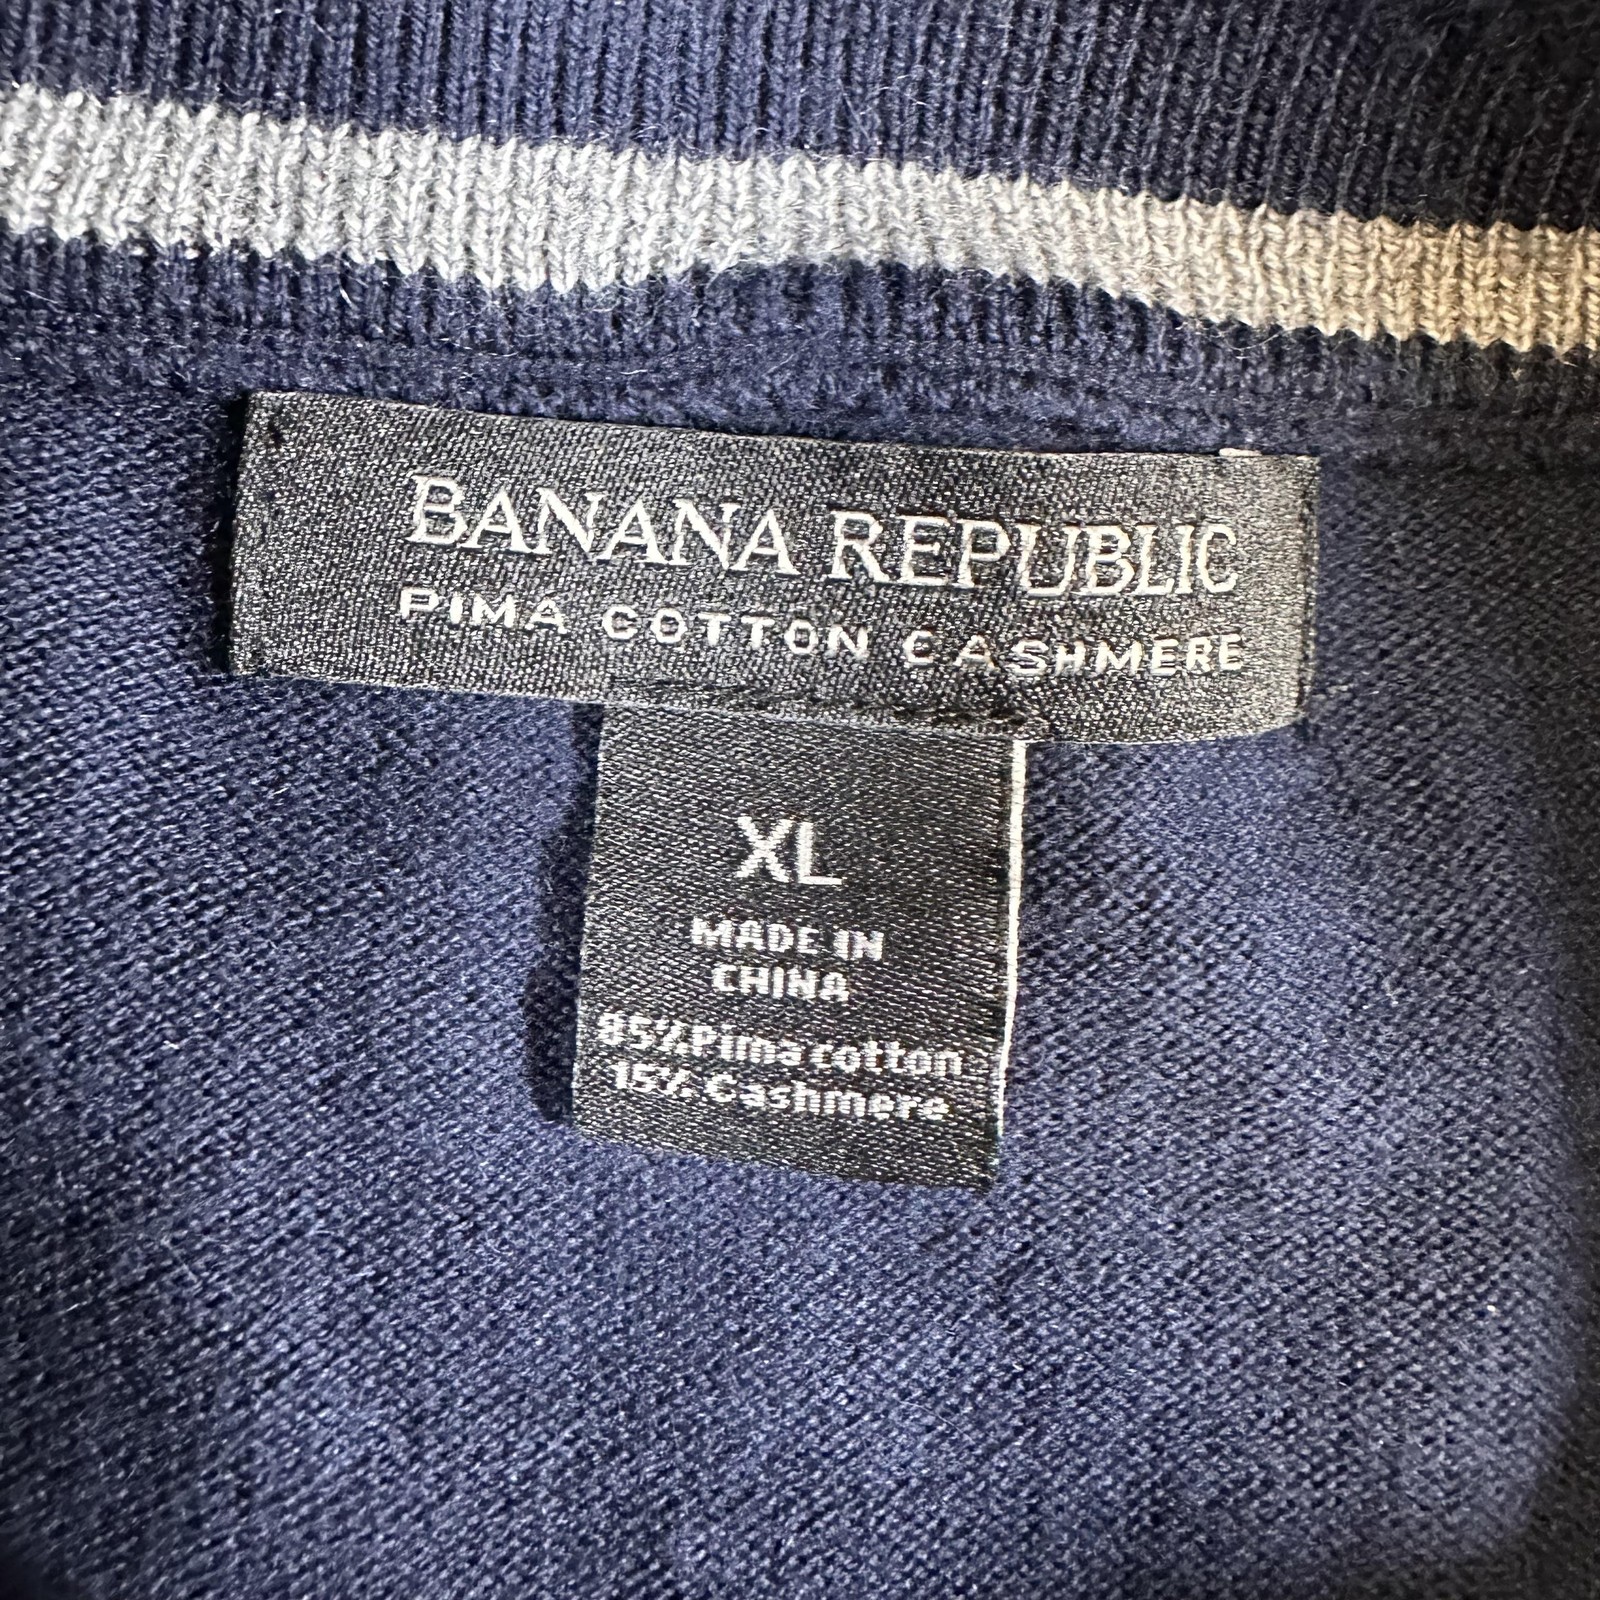 BANANA REPUBLIC
PIMA COTTON CASHMERE
XL
MADE IN
CHINA
85% Pima cotton
15% Cashmere